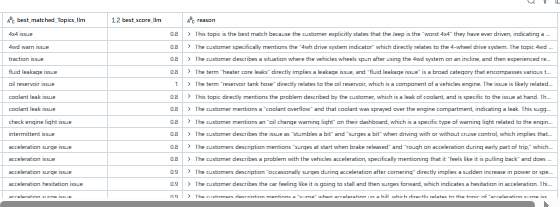 best_matched_Topics_llm 1.2 best_score_llm reason
4x4 issue 0.8 This topic is the best match because the customer explicitly states that the Jeep is the "worst 4x4" they have ever driven, indicating a ...
4wd warn issue 0.8 The customer specifically mentions the "4whd drive system indicator" which directly relates to the 4-wheel drive system. The topic 4wd ...
traction issue 0.8 The customer describes a situation where the vehicles wheels spun after using the 4wd system on an incline, and then experienced re...
fluid leakage issue 0.8 The term "heater core leaks" directly implies a leakage issue, and "fluid leakage issue" is a broad category that encompasses various t...
oil reservoir issue 1 The term "reservoir tank hose" directly relates to the oil reservoir, which is a component of a vehicles engine. The issue is likely related...
coolant leak issue 0.8 This topic directly mentions the problem described by the customer, which is a leak of coolant, and is specific to the issue at hand. Th...
coolant leak issue 0.8 The customer mentions a "coolant overflow" and that coolant was sprayed over the engine compartment, indicating a leak. This sugg...
check engine light issue 0.8 The customer mentions an "oil change warning light" on their dashboard, which is a specific type of warning light related to the engin...
intermittent issue 0.8 The customer describes the issue as "stumbles a bit" and "surges a bit" when driving with or without cruise control, which implies that...
acceleration surge issue 0.8 The customers description mentions "surges at start when brake released" and "rough on acceleration during early part of trip," which...
acceleration issue 0.8 The customer describes a problem with the vehicles acceleration, specifically mentioning that it "feels like it is pulling back" and does ...
acceleration surge issue 0.9 The customers description "occasionally surges during acceleration after cornering" directly implies a sudden increase in power or spe...
acceleration hesitation issue 0.9 The customer describes the car feeling like it is going to stall and then surges forward, which indicates a hesitation in acceleration. Thi...
acceleration surge issue 0.9 The customers description mentions a "surge" when accelerating up a hill, which directly relates to the topic of "acceleration surge iss...